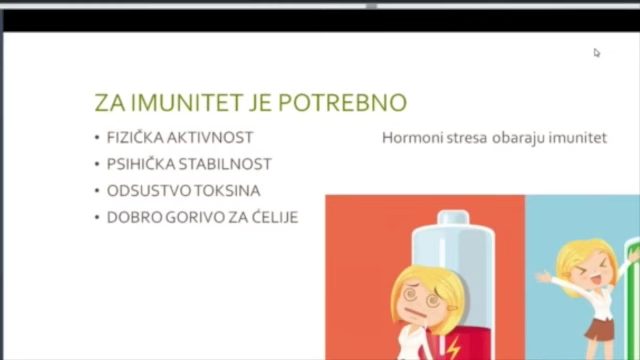 ZA IMUNITET JE POTREBNO
• FIZIČKA AKTIVNOST
• PSIHIČKA STABILNOST
• ODSUSTVO TOKSINA
• DOBRO GORIVO ZA ĆELIJE
Hormoni stresa obaraju imunitet